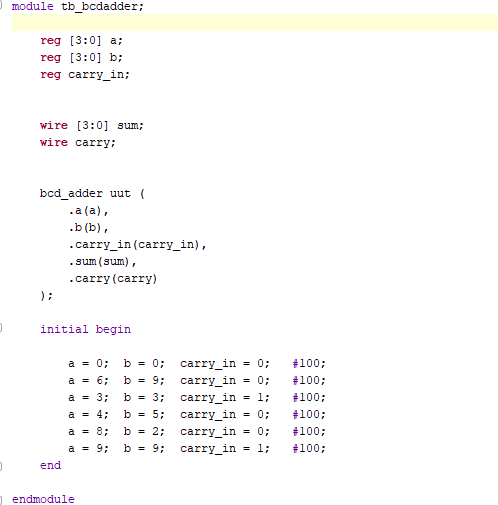 module tb_bcdadder;
reg [3:0] a;
reg [3:0] b;
reg carry_in;
wire [3:0] sum;
wire carry;
bcd_adder uut (
.a(a),
.b(b),
.carry_in(carry_in),
.sum(sum),
.carry(carry)
);
initial begin
a = 0;  b = 0;  carry_in = 0;   #100;
a = 6;  b = 9;  carry_in = 0;   #100;
a = 3;  b = 3;  carry_in = 1;   #100;
a = 4;  b = 5;  carry_in = 0;   #100;
a = 8;  b = 2;  carry_in = 0;   #100;
a = 9;  b = 9;  carry_in = 1;   #100;
end
endmodule